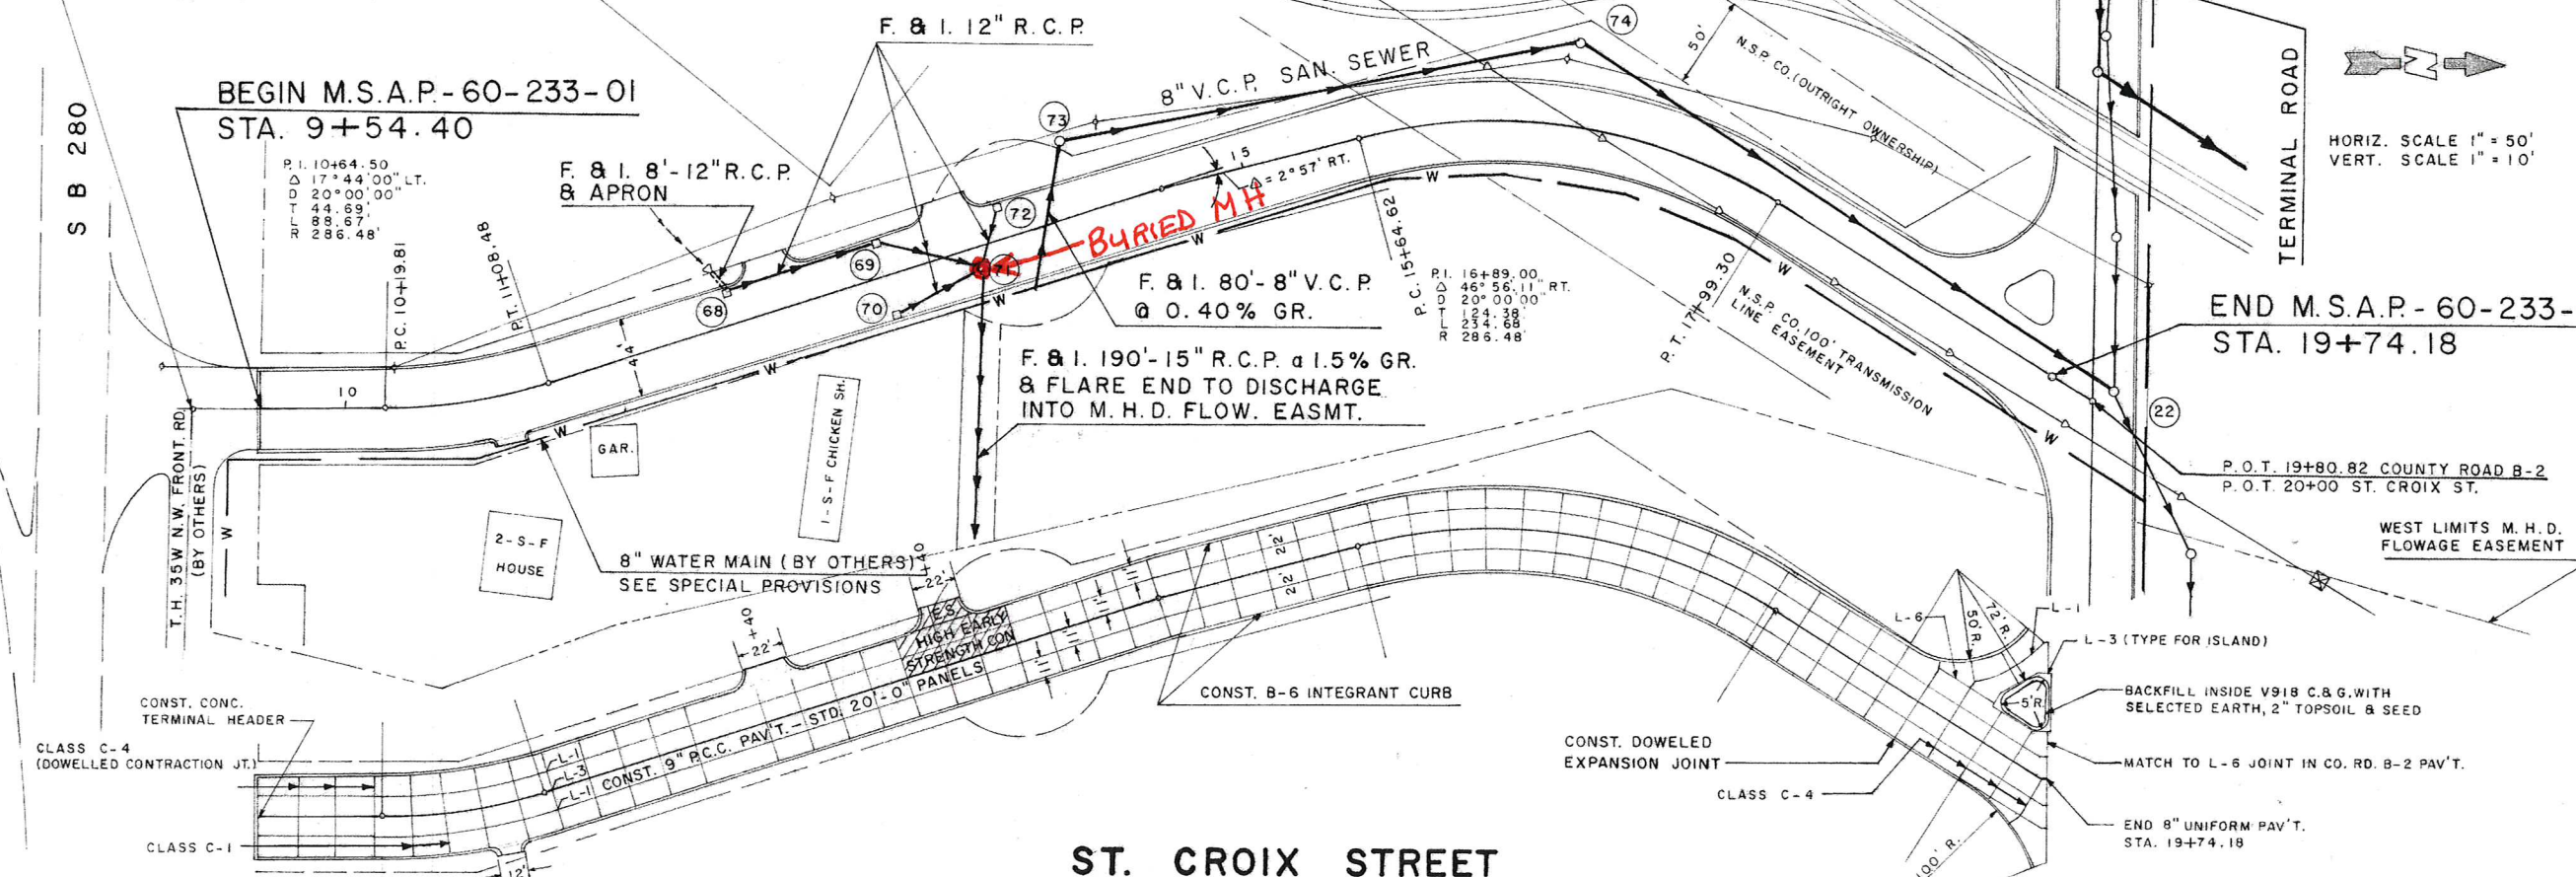 F. & I. 12" R.C.P.
74
BEGIN M.S.A.P.-60-233-01
STA. 9+54.40
S B 280
P.I. 10+64.50
Δ 17°44'00" LT.
D 20°00'00"
T 44.69'
L 88.67'
R 286.48'
F. & I. 8'-12" R.C.P.
& APRON
8" V.C.P. SAN. SEWER
73
50'
N.S.P. CO. (OUTRIGHT OWNERSHIP)
TERMINAL ROAD
N
HORIZ. SCALE 1" = 50'
VERT. SCALE 1" = 10'
15
Δ = 2°57' RT.
72
BURIED MH
69
68
70
W
W
W
W
W
W
W
W
P.C. 10+19.81
P.T. 11+08.48
44'
10
F. & I. 80'-8" V.C.P.
@ 0.40% GR.
P.C. 15+64.62
P.I. 16+89.00
Δ 46°56'11" RT.
D 20°00'00"
T 124.38'
L 234.68'
R 286.48'
P.T. 17+99.30
N.S.P. CO. 100' TRANSMISSION
LINE EASEMENT
END M.S.A.P.-60-233-
STA. 19+74.18
22
F. & I. 190'-15" R.C.P. a 1.5% GR.
& FLARE END TO DISCHARGE
INTO M.H.D. FLOW. EASMT.
T.H. 35W N.W. FRONT. RD.
(BY OTHERS)
GAR.
1-S-F CHICKEN SH.
2-S-F
HOUSE
8" WATER MAIN (BY OTHERS)
SEE SPECIAL PROVISIONS
P.O.T. 19+80.82 COUNTY ROAD B-2
P.O.T. 20+00 ST. CROIX ST.
WEST LIMITS M.H.D.
FLOWAGE EASEMENT
+40
22'
+40
22'
E.S.
HIGH EARLY
STRENGTH CON
11'
11'
11'
11'
22'
22'
CONST. 9" P.C.C. PAV'T. - STD. 20'-0" PANELS
L-1
L-3
L-1
CONST. B-6 INTEGRANT CURB
CONST. CONC.
TERMINAL HEADER
CLASS C-4
(DOWELLED CONTRACTION JT.)
CLASS C-1
12'
L-6
50'R.
72'R.
L-1
L-3 (TYPE FOR ISLAND)
BACKFILL INSIDE V918 C.& G. WITH
SELECTED EARTH, 2" TOPSOIL & SEED
5'R.
CONST. DOWELED
EXPANSION JOINT
CLASS C-4
MATCH TO L-6 JOINT IN CO. RD. B-2 PAV'T.
END 8" UNIFORM PAV'T.
STA. 19+74.18
100' R.
ST. CROIX STREET